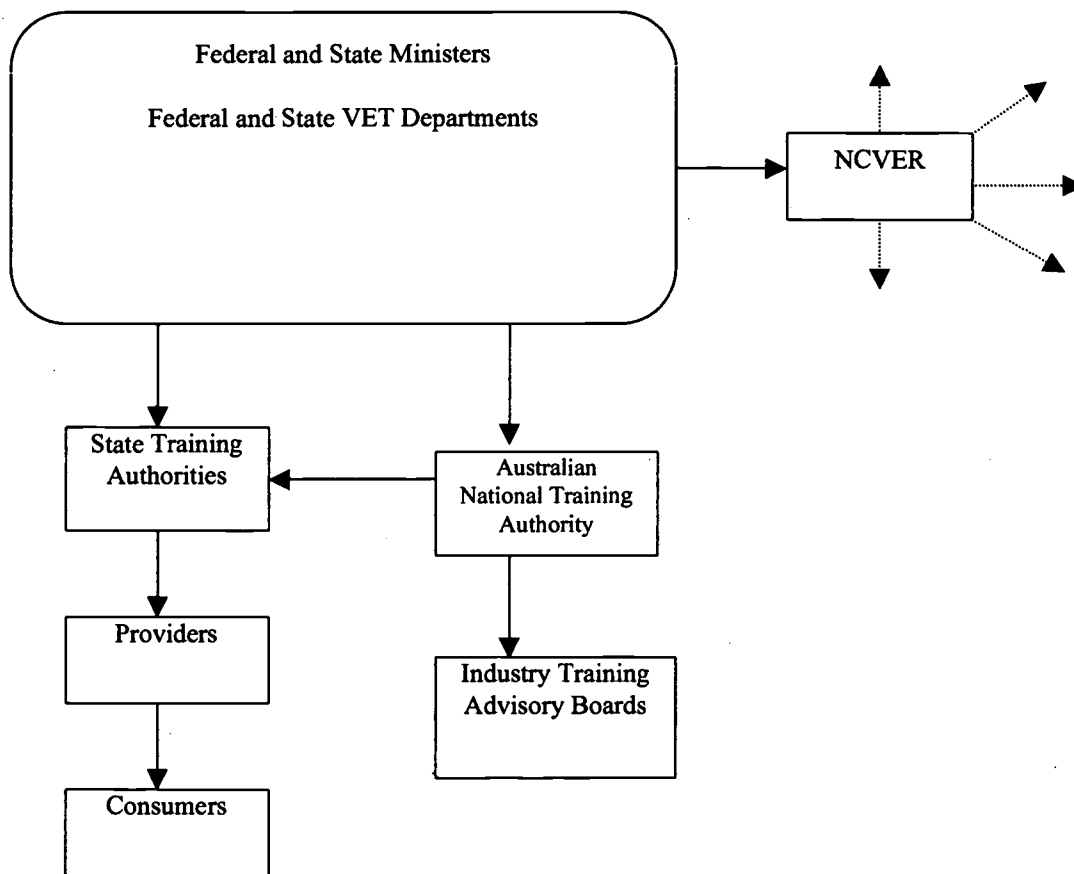 Federal and State Ministers
Federal and State VET Departments
NCVER
State Training
Authorities
Australian
National Training
Authority
Providers
Industry Training
Advisory Boards
Consumers